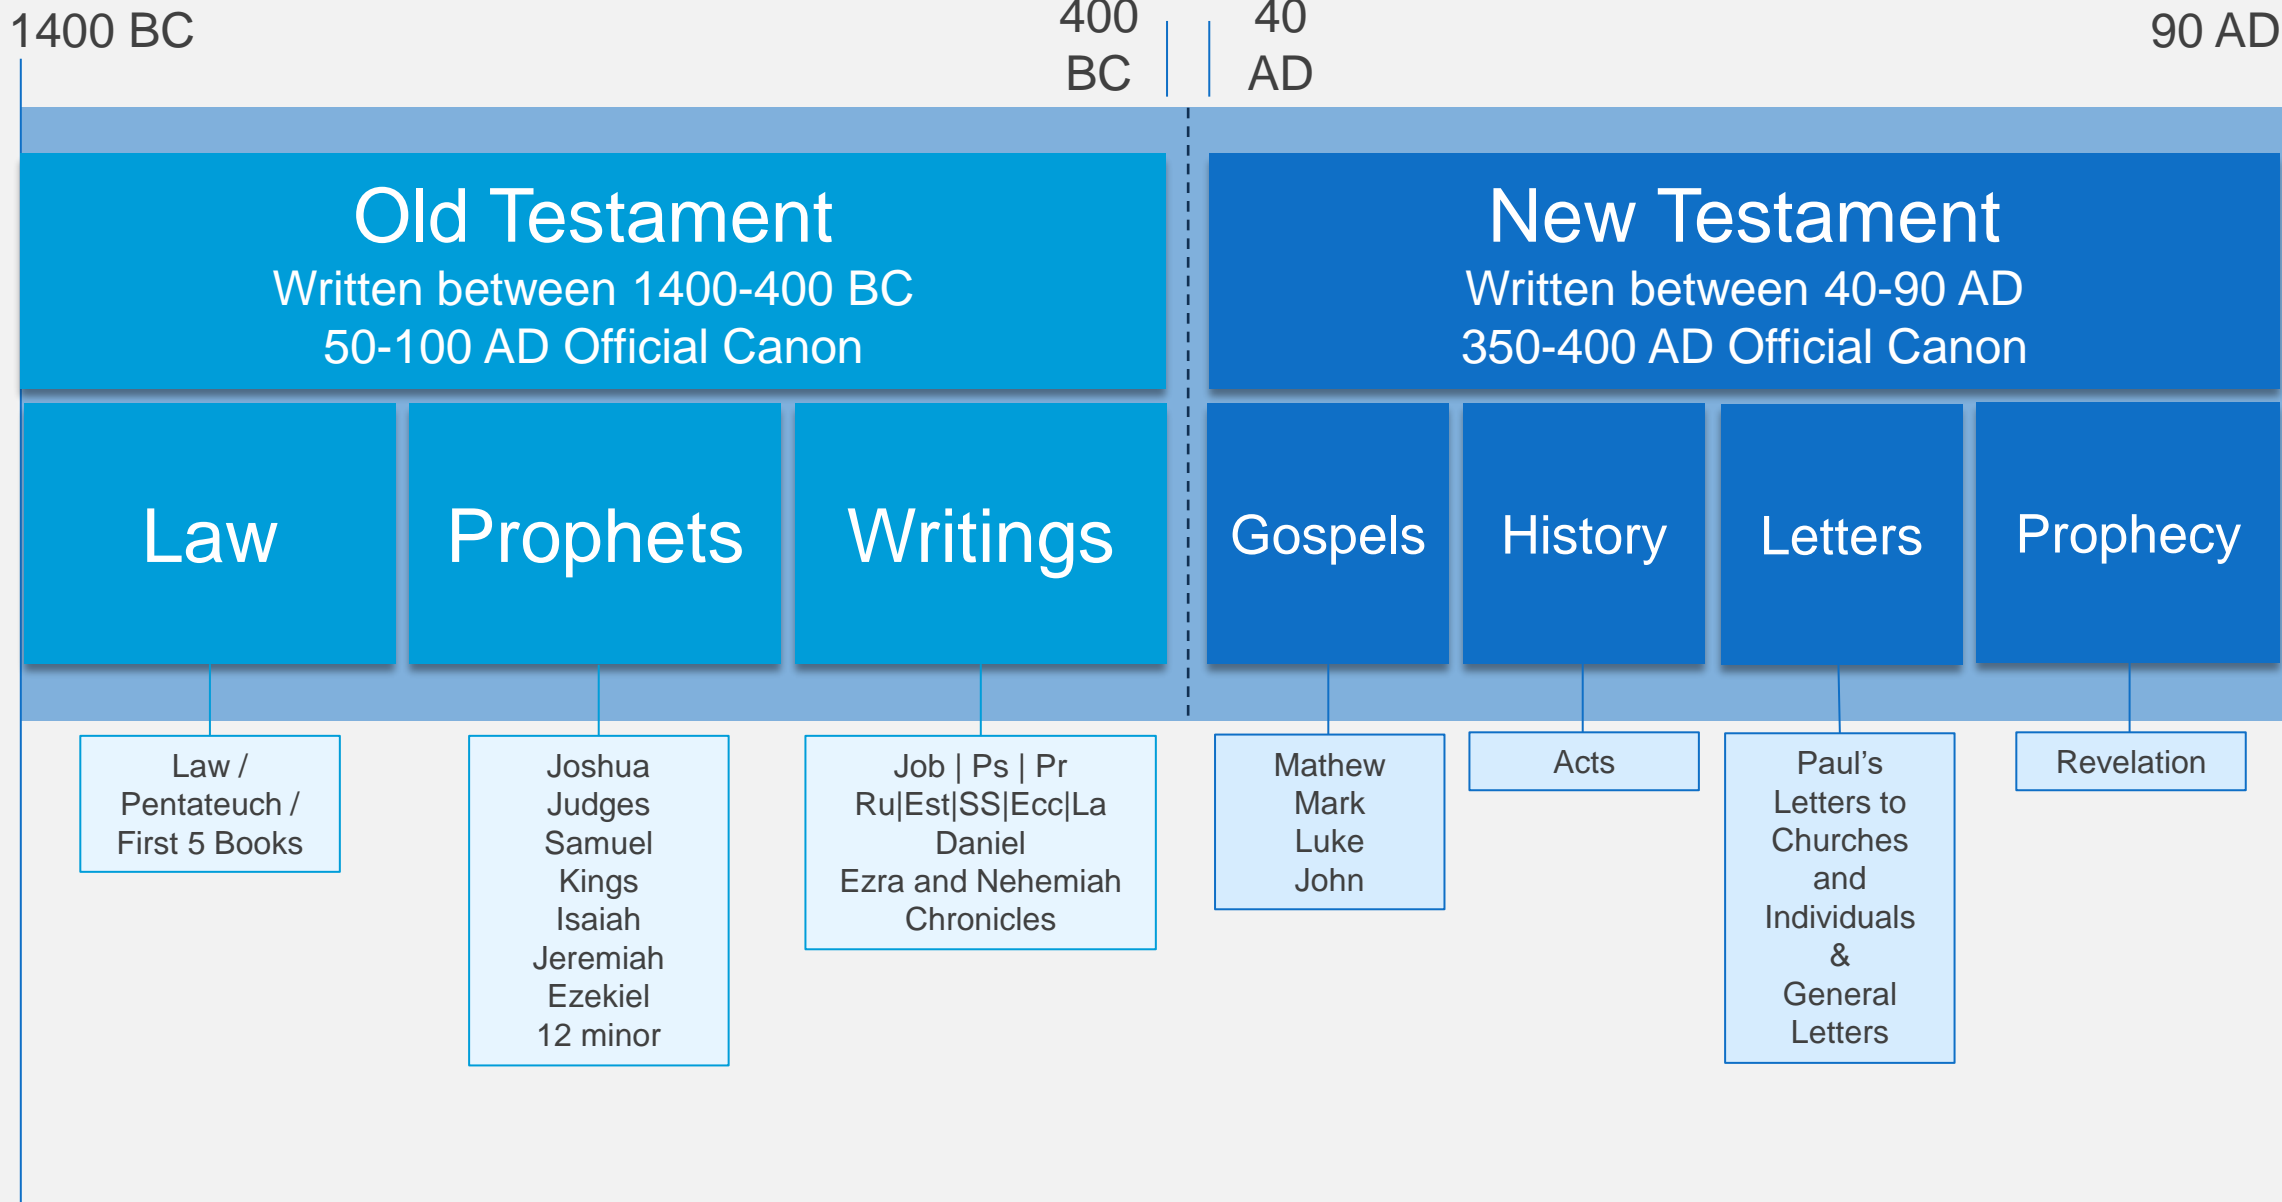 1400 BC
400
BC
40
AD
90 AD
Old Testament
Written between 1400-400 BC
50-100 AD Official Canon
New Testament
Written between 40-90 AD
350-400 AD Official Canon
Law
Prophets
Writings
Gospels
History
Letters
Prophecy
Law /
Pentateuch /
First 5 Books
Joshua
Judges
Samuel
Kings
Isaiah
Jeremiah
Ezekiel
12 minor
Job | Ps | Pr
Ru|Est|SS|Ecc|La
Daniel
Ezra and Nehemiah
Chronicles
Mathew
Mark
Luke
John
Acts
Paul’s
Letters to
Churches
and
Individuals
&
General
Letters
Revelation